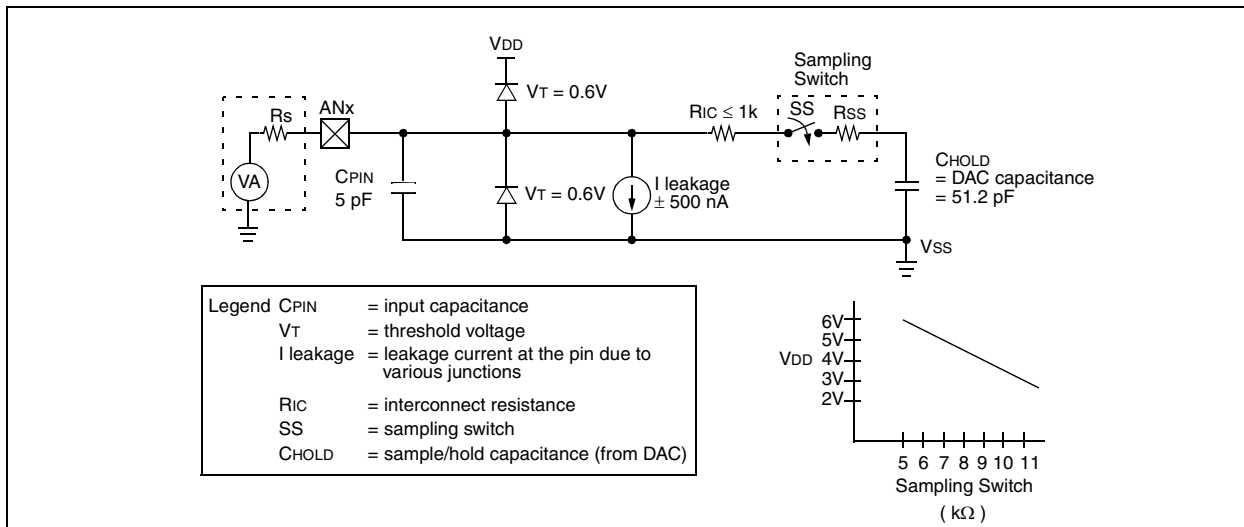 VDD
Sampling
Switch
VT = 0.6V
RIC ≤ 1k
SS
RSS
Rs
ANx
VA
CPIN
5 pF
VT = 0.6V
I leakage
± 500 nA
CHOLD
= DAC capacitance
= 51.2 pF
VSS
Legend CPIN = input capacitance
VT = threshold voltage
I leakage = leakage current at the pin due to
various junctions
RIC = interconnect resistance
SS = sampling switch
CHOLD = sample/hold capacitance (from DAC)
6V
5V
VDD 4V
3V
2V
5 6 7 8 9 10 11
Sampling Switch
( kΩ )